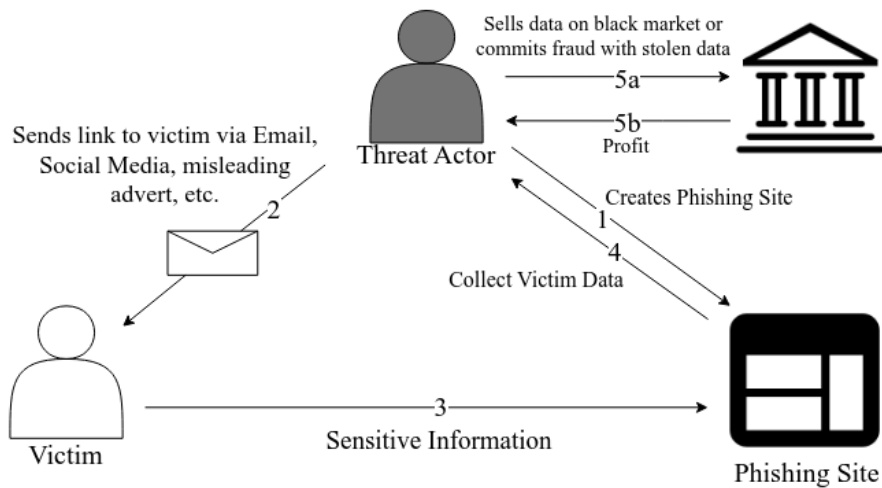 Sells data on black market or
commits fraud with stolen data
5a
5b
Profit
Threat Actor
Sends link to victim via Email,
Social Media, misleading
advert, etc.
2
Creates Phishing Site
1
4
Collect Victim Data
3
Sensitive Information
Victim
Phishing Site